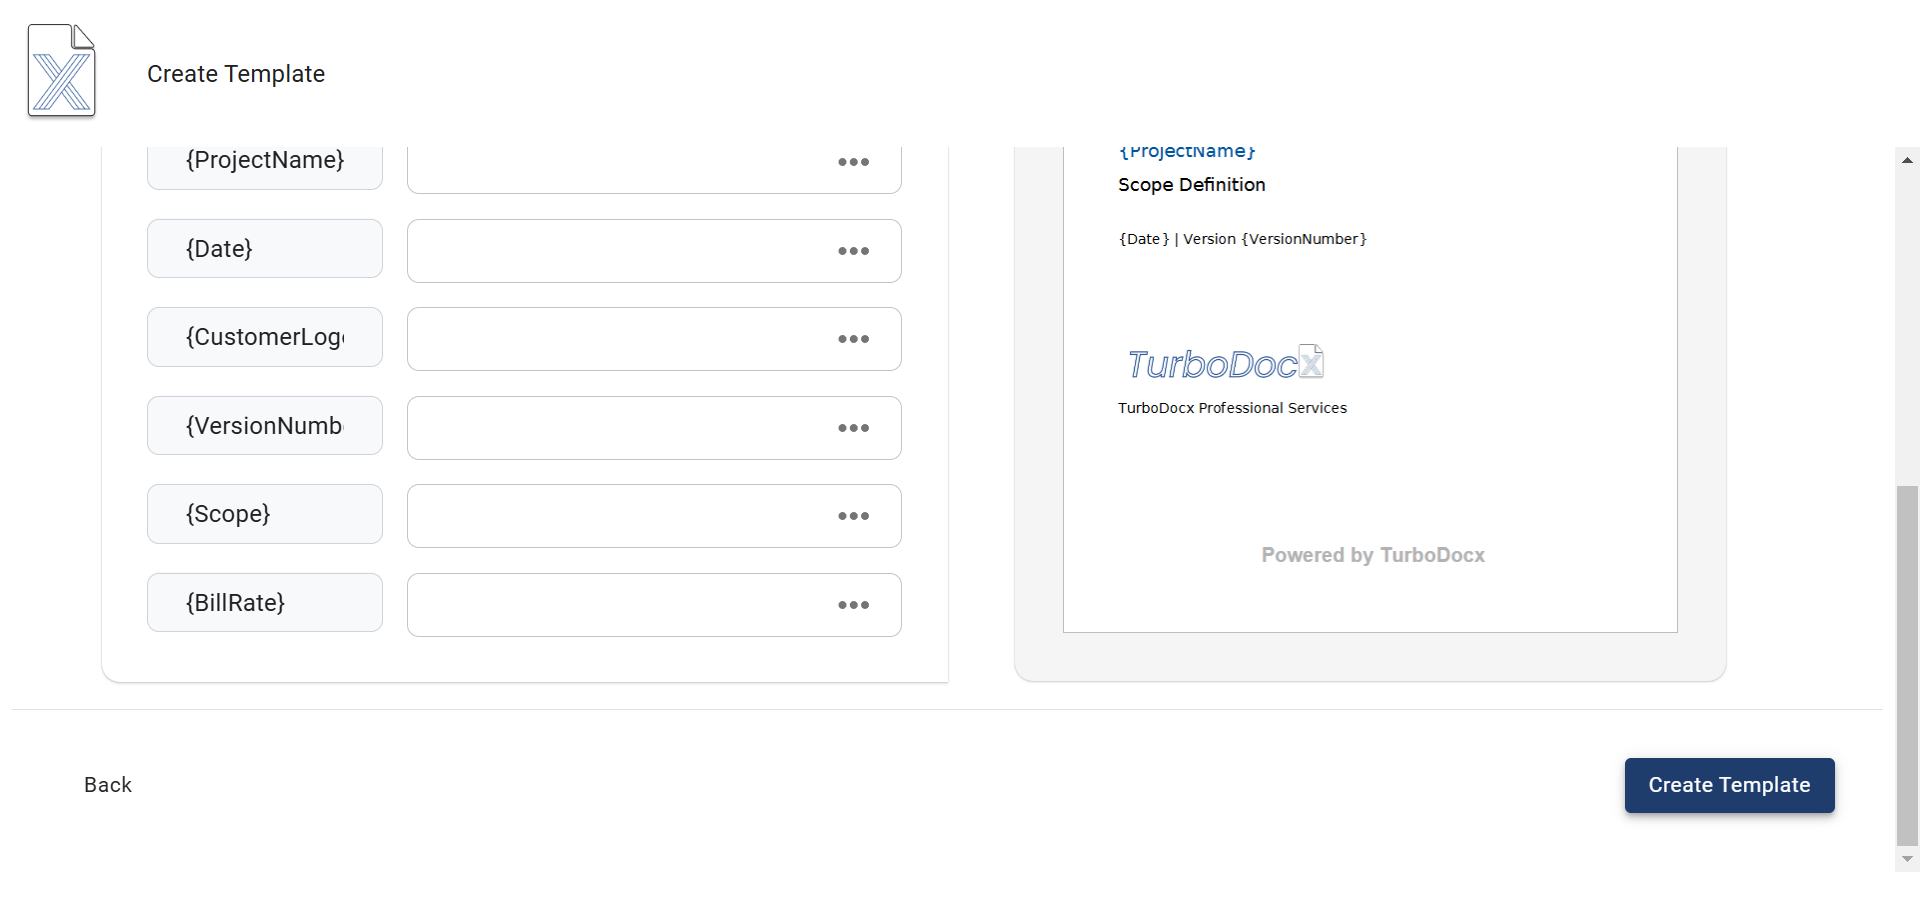 Create Template
{ProjectName}
{Date}
{CustomerLog
{VersionNumb
{Scope}
{BillRate}
{ProjectName}
Scope Definition
{Date} | Version {VersionNumber}
TurboDocX
TurboDocx Professional Services
Powered by TurboDocx
Back
Create Template